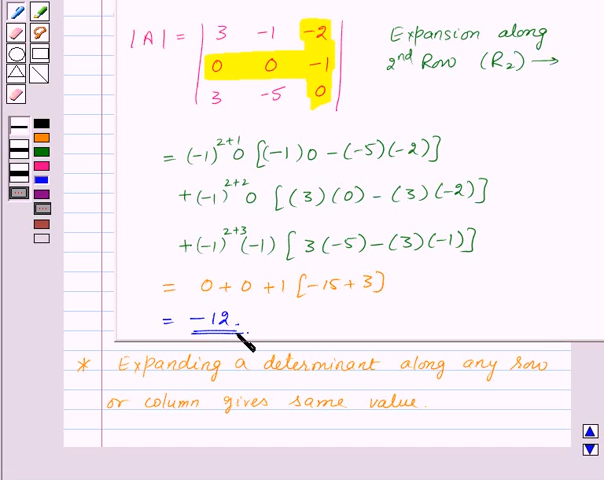 |A| = | 3 -1 -2 |
| 0 0 -1 |
| 3 -5 0 |
Expansion along
2nd Row (R₂) →
= (-1)²⁺¹ 0 [(-1)0 - (-5)(-2)]
+(-1)²⁺² 0 [(3)(0) - (3)(-2)]
+(-1)²⁺³ (-1) [3(-5) - (3)(-1)]
= 0 + 0 + 1 [-15 + 3]
= -12.
* Expanding a determinant along any row
or column gives same value.